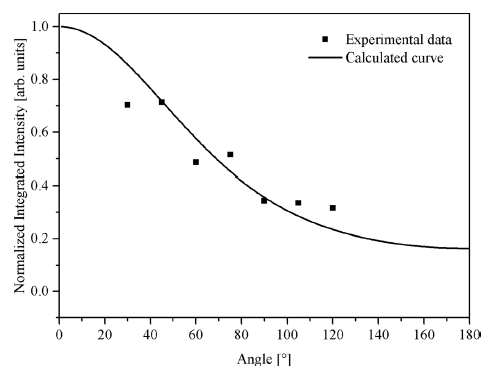 Normalized Integrated Intensity [arb. units]
1.0
0.8
0.6
0.4
0.2
0.0
Experimental data
Calculated curve
0 20 40 60 80 100 120 140 160 180
Angle [°]